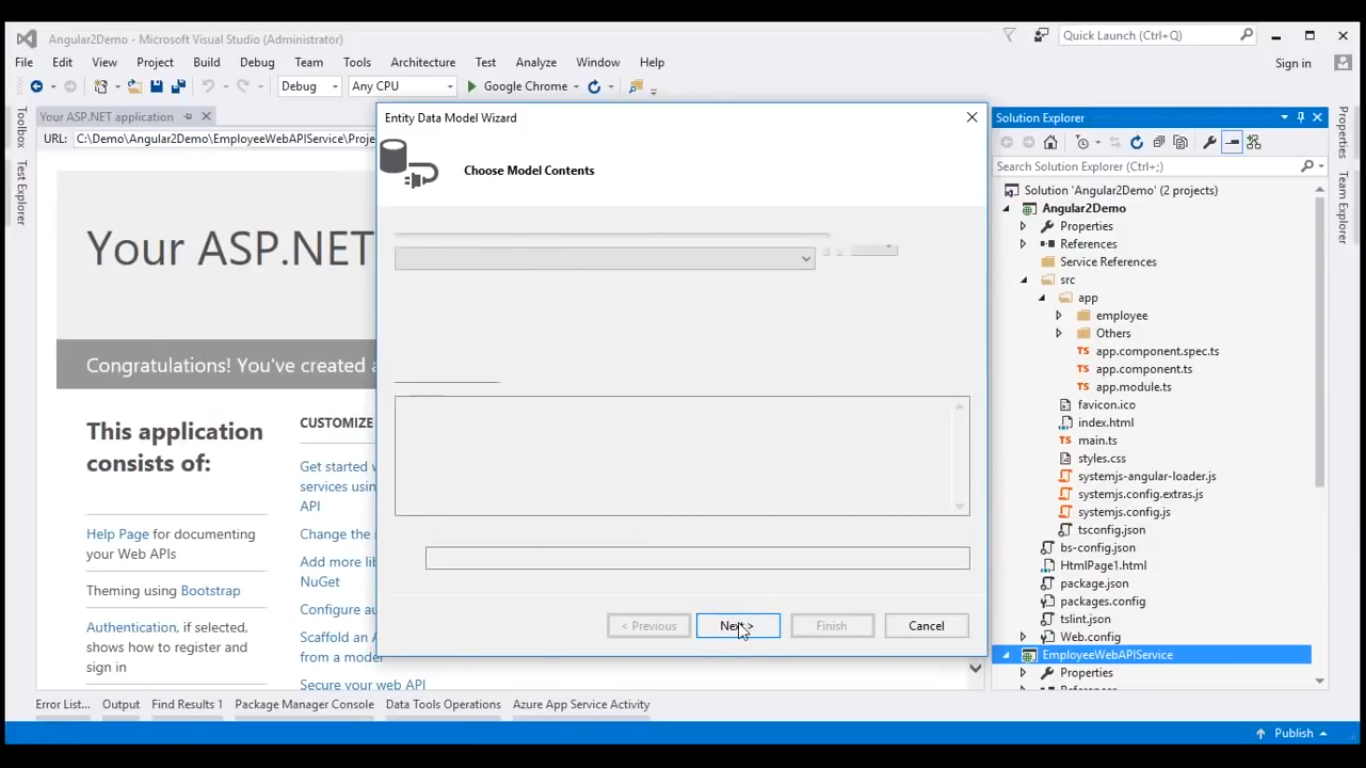 Angular2Demo - Microsoft Visual Studio (Administrator)
Quick Launch (Ctrl+Q)
File Edit View Project Build Debug Team Tools Architecture Test Analyze Window Help
Sign in
Debug Any CPU Google Chrome
Toolbox
Test Explorer
Your ASP.NET application
URL: C:\Demo\Angular2Demo\EmployeeWebAPIService\Proje
Your ASP.NET
Congratulations! You've created a
This application
consists of:
Help Page for documenting
your Web APIs
Theming using Bootstrap
Authentication, if selected,
shows how to register and
sign in
CUSTOMIZE
Get started w
services usin
API
Change the
Add more lib
NuGet
Configure au
Scaffold an A
from a model
Secure your web API
Entity Data Model Wizard
Choose Model Contents
< Previous
Next >
Finish
Cancel
Solution Explorer
Search Solution Explorer (Ctrl+;)
Solution 'Angular2Demo' (2 projects)
Angular2Demo
Properties
References
Service References
src
app
employee
Others
TS app.component.spec.ts
TS app.component.ts
TS app.module.ts
favicon.ico
index.html
TS main.ts
styles.css
systemjs-angular-loader.js
systemjs.config.extras.js
systemjs.config.js
tsconfig.json
bs-config.json
HtmlPage1.html
package.json
packages.config
tslint.json
Web.config
EmployeeWebAPIService
Properties
References
Properties
Team Explorer
Error List... Output Find Results 1 Package Manager Console Data Tools Operations Azure App Service Activity
Publish